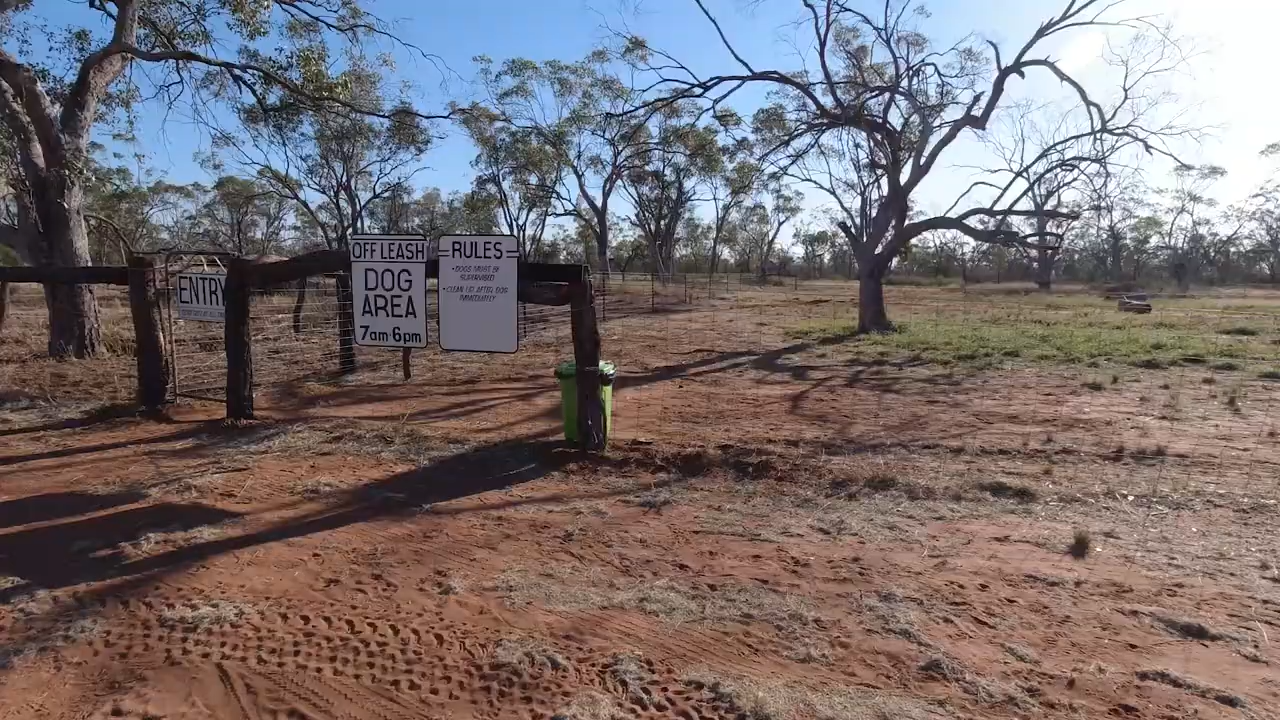 ENTRY
OFF LEASH
DOG
AREA
7am-6pm
RULES
• DOGS MUST BE
SUPERVISED
• CLEAN UP AFTER DOG
IMMEDIATELY